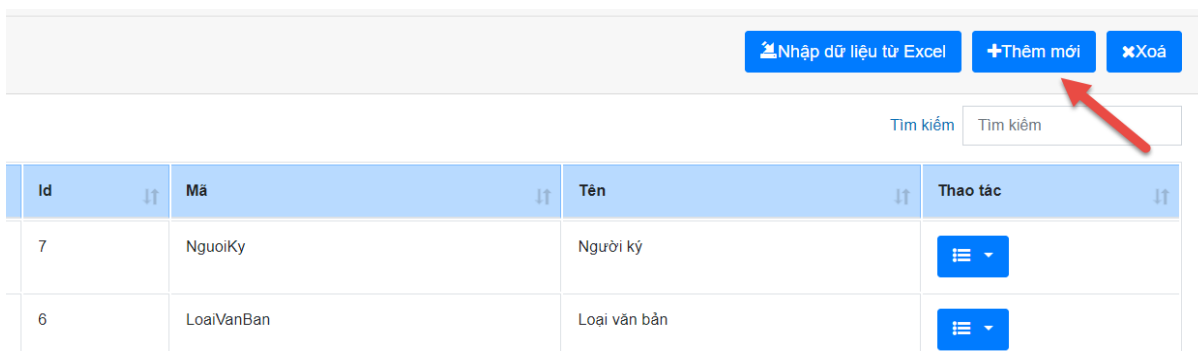 Nhập dữ liệu từ Excel Thêm mới Xoá
Tìm kiếm Tìm kiếm
Id Mã Tên Thao tác
7 NguoiKy Người ký
6 LoaiVanBan Loại văn bản